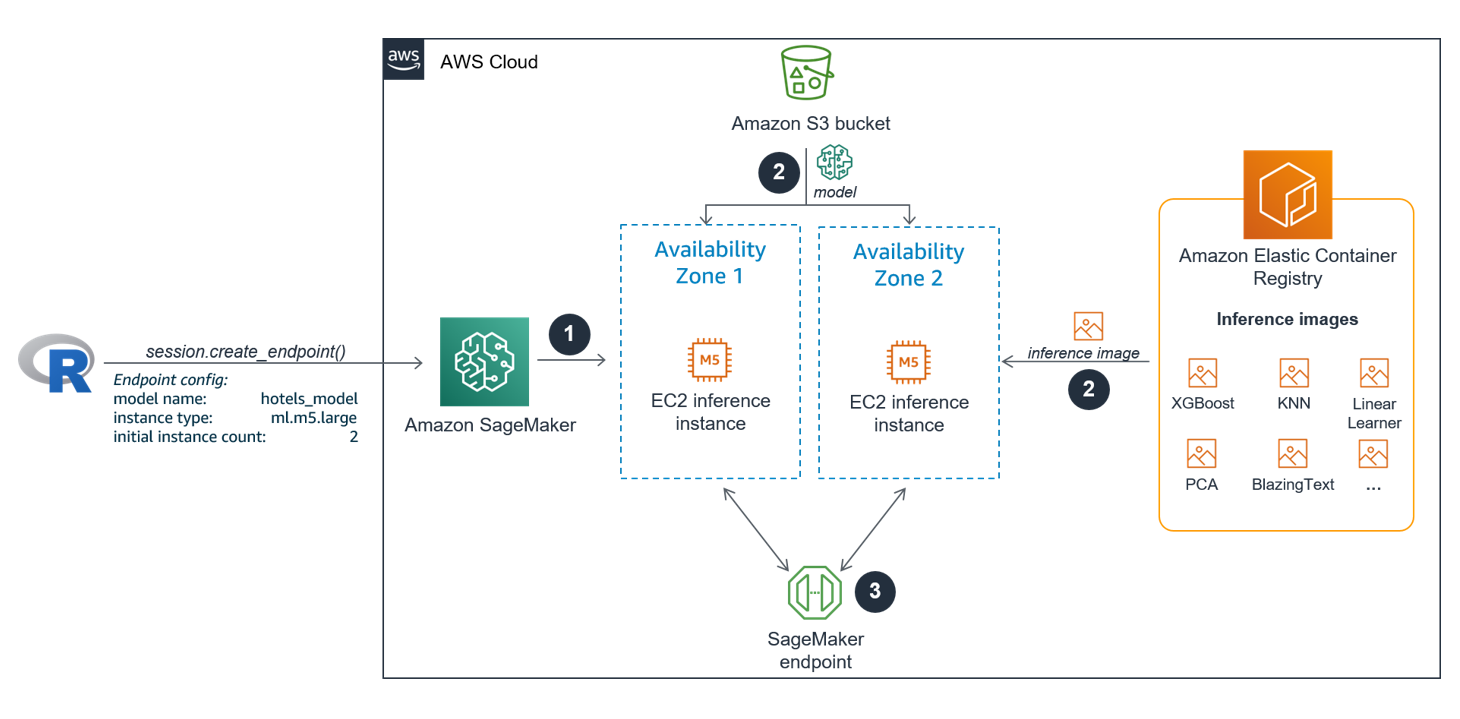 aws
AWS Cloud
Amazon S3 bucket
2
model
Availability
Zone 1
Availability
Zone 2
Amazon Elastic Container
Registry
Inference images
R
session.create_endpoint()
Endpoint config:
model name: hotels_model
instance type: ml.m5.large
initial instance count: 2
Amazon SageMaker
1
M5
EC2 inference
instance
M5
EC2 inference
instance
inference image
2
XGBoost
KNN
Linear
Learner
PCA
BlazingText
...
3
SageMaker
endpoint